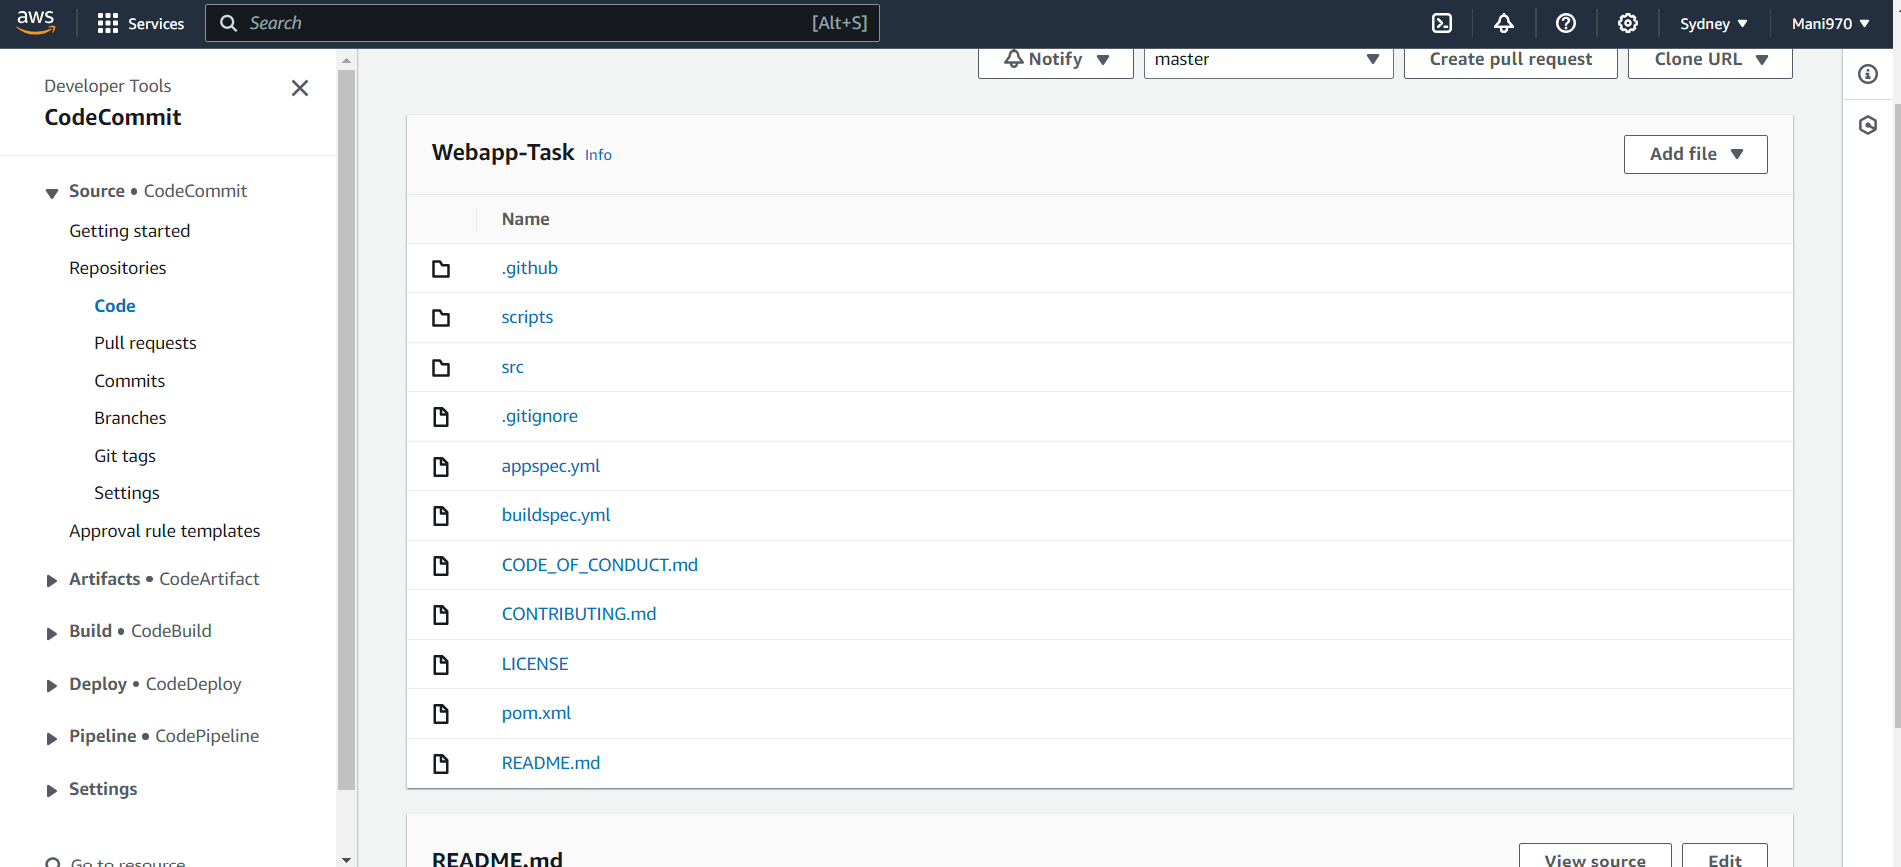 aws
Services
Search
[Alt+S]
Sydney
Mani970
Developer Tools
CodeCommit
Source • CodeCommit
Getting started
Repositories
Code
Pull requests
Commits
Branches
Git tags
Settings
Approval rule templates
Artifacts • CodeArtifact
Build • CodeBuild
Deploy • CodeDeploy
Pipeline • CodePipeline
Settings
Go to resource
Notify
master
Create pull request
Clone URL
Webapp-Task Info
Add file
Name
.github
scripts
src
.gitignore
appspec.yml
buildspec.yml
CODE_OF_CONDUCT.md
CONTRIBUTING.md
LICENSE
pom.xml
README.md
README.md
View source
Edit